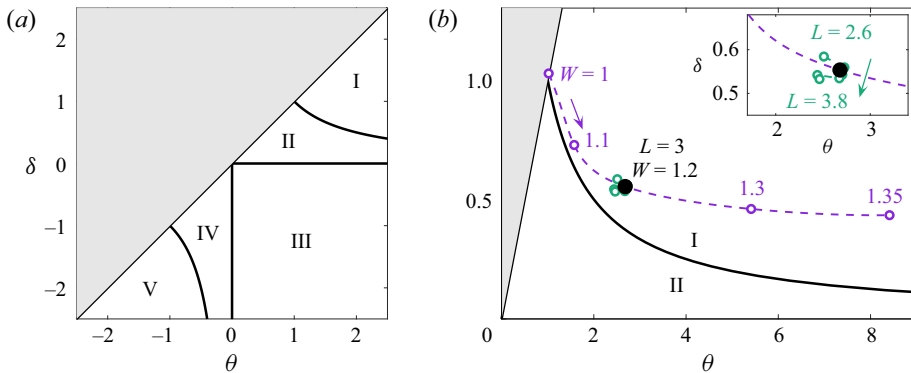 (a)
2
1
δ 0
−1
−2
I
II
III
IV
V
−2 −1 0 1 2
θ
(b)
1.0
0.5
0
W = 1
1.1
L = 3
W = 1.2
1.3
1.35
I
II
2 4 6 8
θ
0.6
δ
0.5
L = 2.6
L = 3.8
2 3
θ